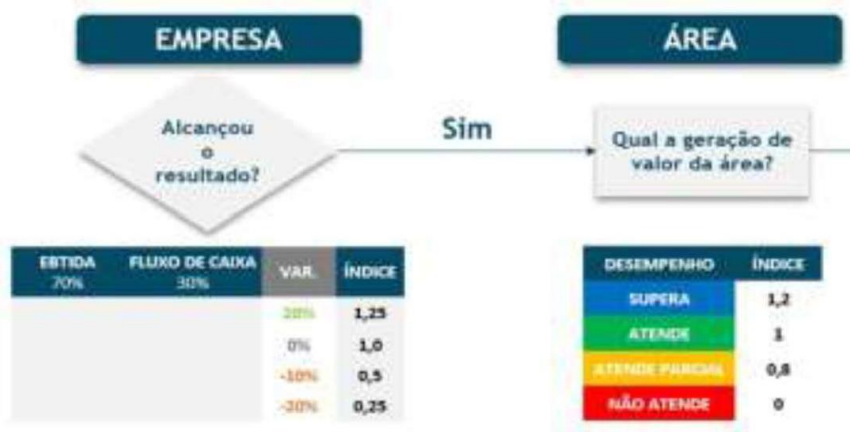 EMPRESA
ÁREA
Alcançou
o
resultado?
Sim
Qual a geração de
valor da área?
EBTIDA
70%
FLUXO DE CAIXA
30%
VAR.
ÍNDICE
20%
1,25
0%
1,0
-10%
0,5
-20%
0,25
DESEMPENHO
ÍNDICE
SUPERA
1,2
ATENDE
1
ATENDE PARCIAL
0,8
NÃO ATENDE
0